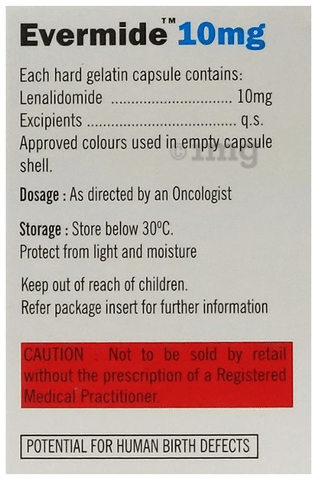 Evermide™ 10mg
Each hard gelatin capsule contains:
Lenalidomide .............................. 10mg
Excipients ..................................... q.s.
Approved colours used in empty capsule
shell.
© 1mg
Dosage : As directed by an Oncologist
Storage : Store below 30ºC.
Protect from light and moisture
Keep out of reach of children.
Refer package insert for further information
CAUTION : Not to be sold by retail
without the prescription of a Registered
Medical Practitioner.
POTENTIAL FOR HUMAN BIRTH DEFECTS